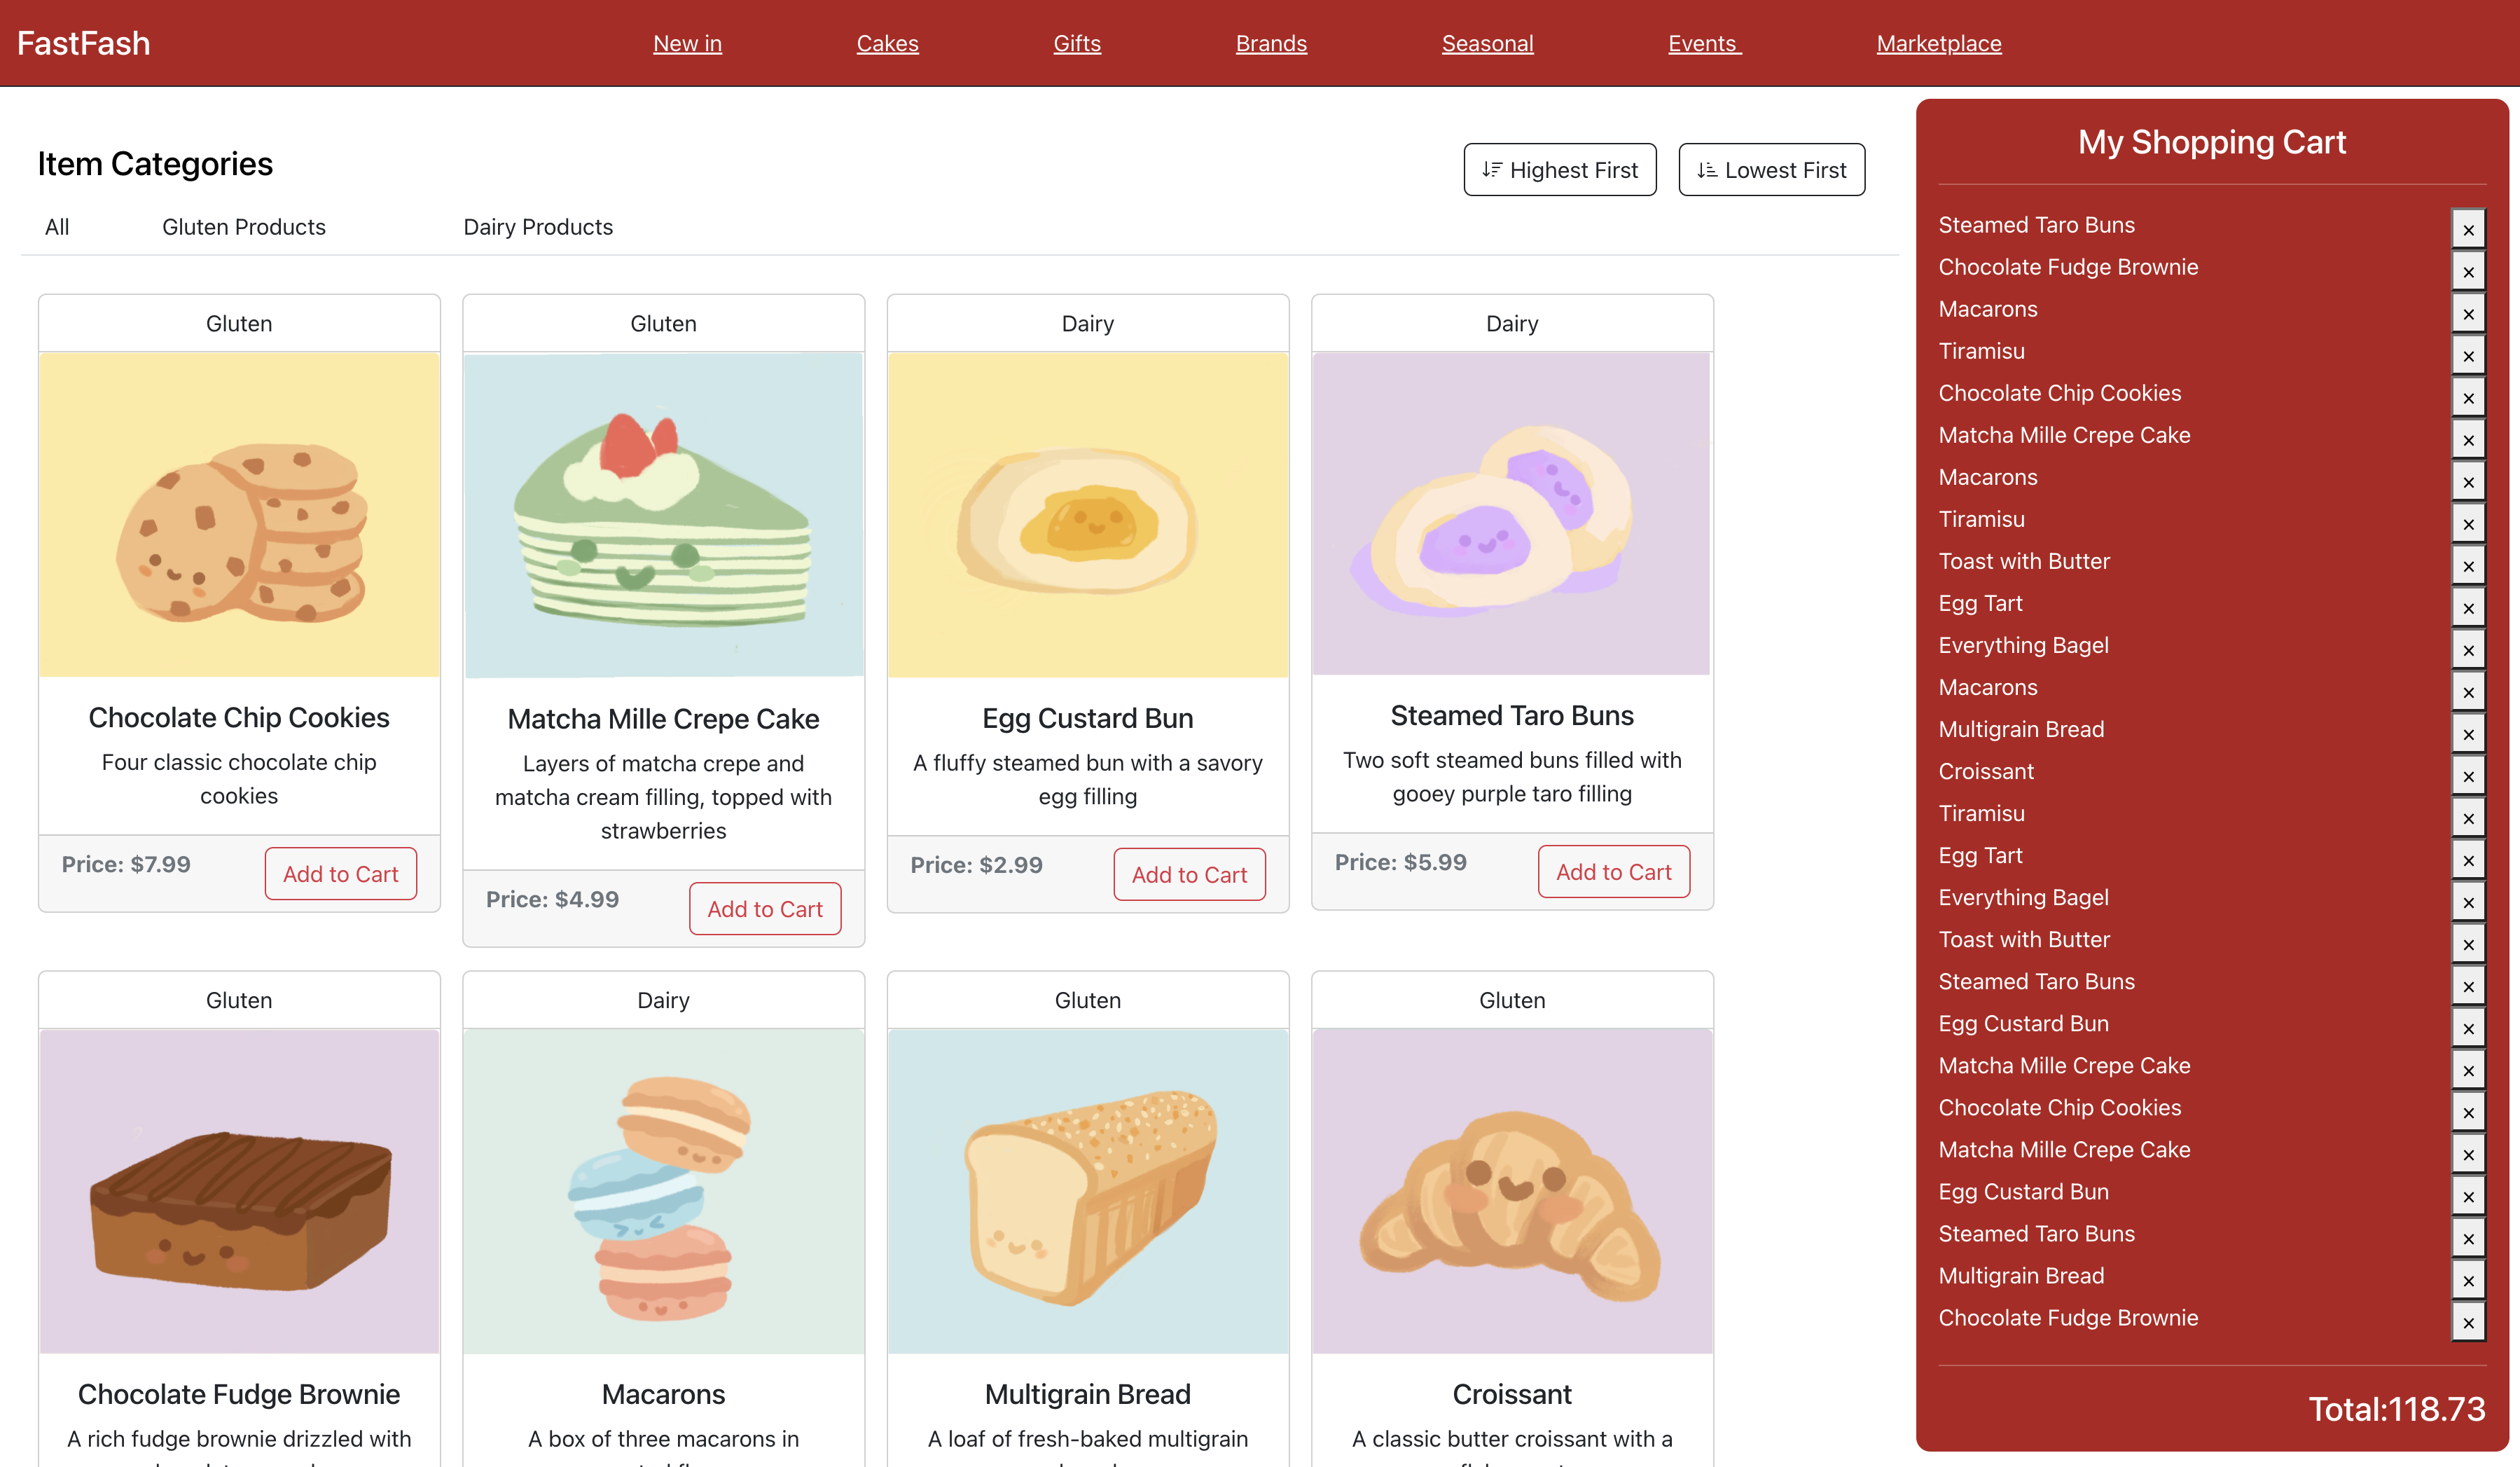 FastFash
New in
Cakes
Gifts
Brands
Seasonal
Events
Marketplace
Item Categories
Highest First
Lowest First
All
Gluten Products
Dairy Products
Gluten
Chocolate Chip Cookies
Four classic chocolate chip
cookies
Price: $7.99
Add to Cart
Gluten
Matcha Mille Crepe Cake
Layers of matcha crepe and
matcha cream filling, topped with
strawberries
Price: $4.99
Add to Cart
Dairy
Egg Custard Bun
A fluffy steamed bun with a savory
egg filling
Price: $2.99
Add to Cart
Dairy
Steamed Taro Buns
Two soft steamed buns filled with
gooey purple taro filling
Price: $5.99
Add to Cart
Gluten
Chocolate Fudge Brownie
A rich fudge brownie drizzled with
Dairy
Macarons
A box of three macarons in
Gluten
Multigrain Bread
A loaf of fresh-baked multigrain
Gluten
Croissant
A classic butter croissant with a
My Shopping Cart
Steamed Taro Buns ×
Chocolate Fudge Brownie ×
Macarons ×
Tiramisu ×
Chocolate Chip Cookies ×
Matcha Mille Crepe Cake ×
Macarons ×
Tiramisu ×
Toast with Butter ×
Egg Tart ×
Everything Bagel ×
Macarons ×
Multigrain Bread ×
Croissant ×
Tiramisu ×
Egg Tart ×
Everything Bagel ×
Toast with Butter ×
Steamed Taro Buns ×
Egg Custard Bun ×
Matcha Mille Crepe Cake ×
Chocolate Chip Cookies ×
Matcha Mille Crepe Cake ×
Egg Custard Bun ×
Steamed Taro Buns ×
Multigrain Bread ×
Chocolate Fudge Brownie ×
Total:118.73